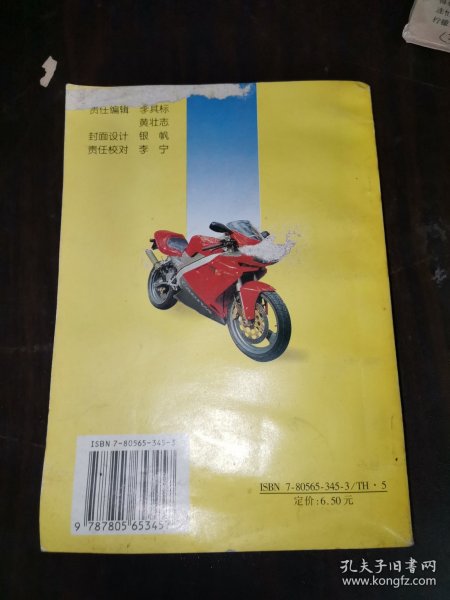 责任编辑 李其标
黄壮志
封面设计 银帆
责任校对 李宁
ISBN 7-80565-345-3
9 787805 65345
ISBN 7-80565-345-3/TH·5
定价:6.50元
孔夫子旧书网
www.kongfz.com